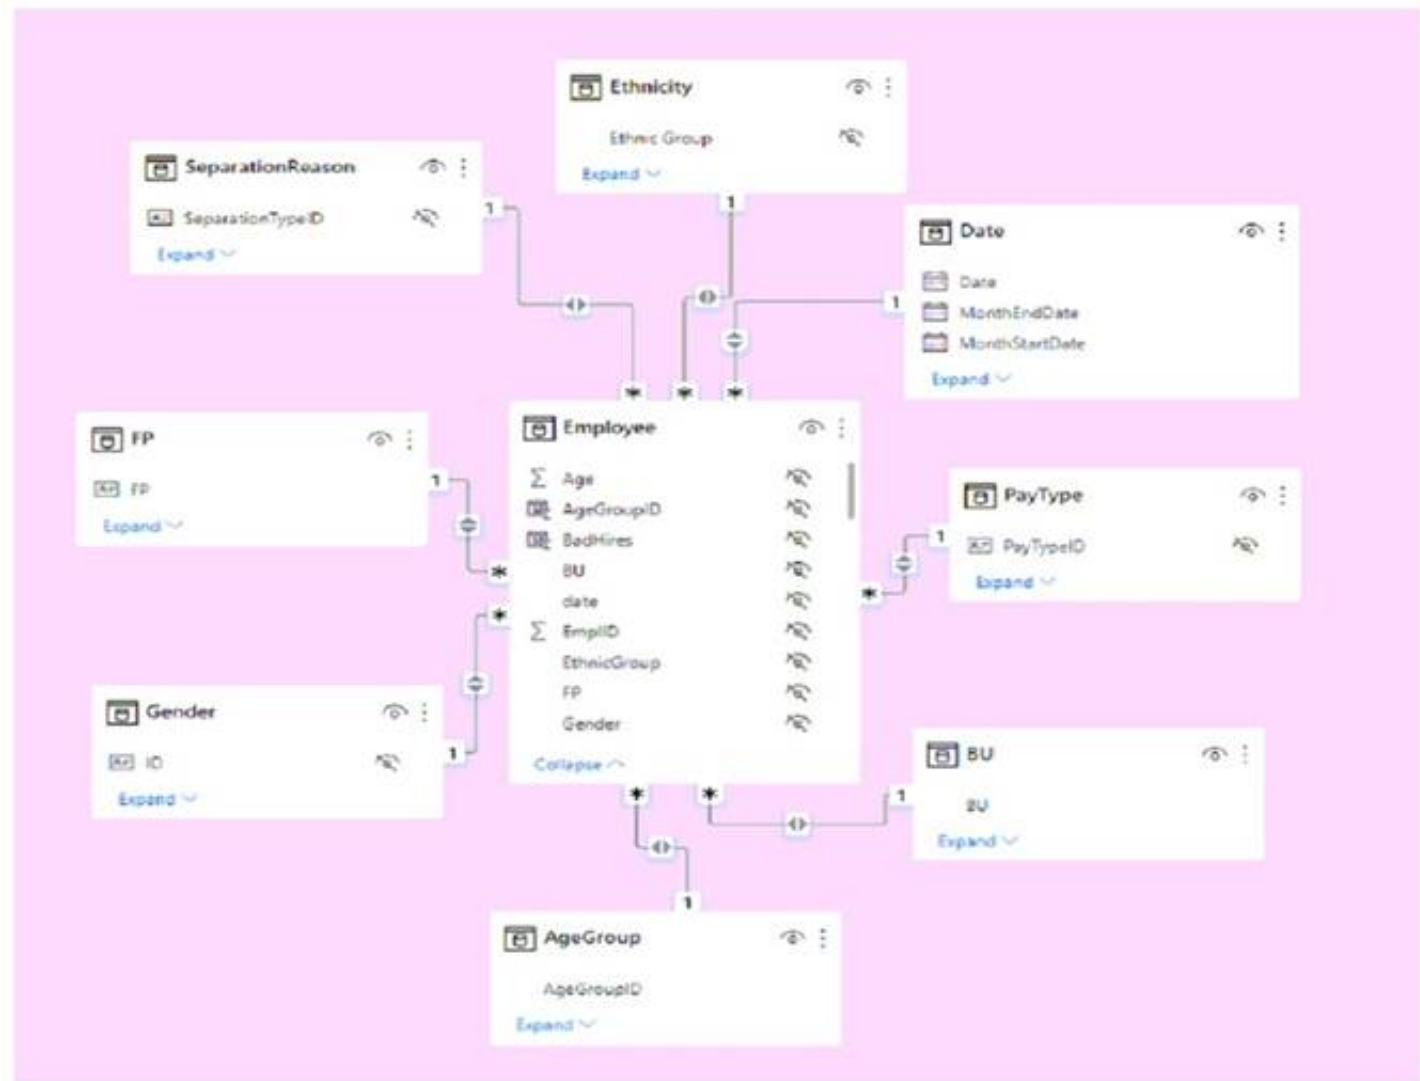 Ethnicity
Ethnic Group
Expand
SeparationReason
SeparationTypeID
Expand
1
1
Date
Date
MonthEndDate
MonthStartDate
Expand
1
*
*
*
FP
FP
Expand
1
*
Employee
Age
AgeGroupID
BadHires
BU
date
EmplID
EthnicGroup
FP
Gender
Collapse
PayType
PayTypeID
Expand
1
*
Gender
ID
Expand
1
*
BU
BU
Expand
1
*
*
1
AgeGroup
AgeGroupID
Expand